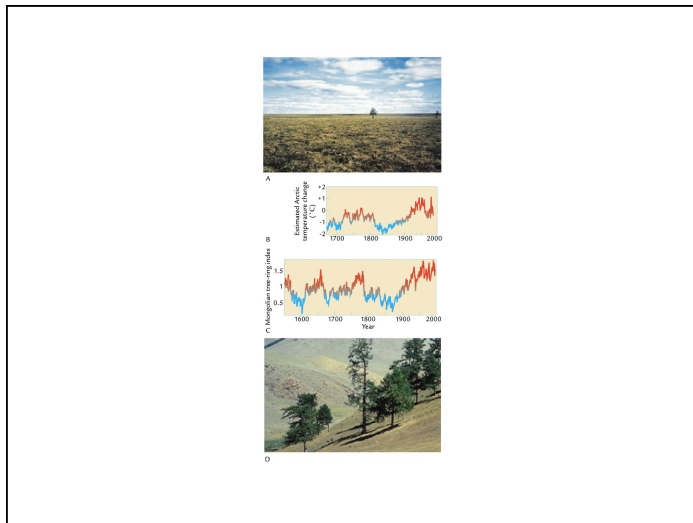 A
Estimated Arctic
temperature change
(°C)
+2
+1
0
-1
-2
1700
1800
1900
2000
B
Mongolian tree-ring index
1.5
1
0.5
1600
1700
1800
1900
2000
Year
C
D